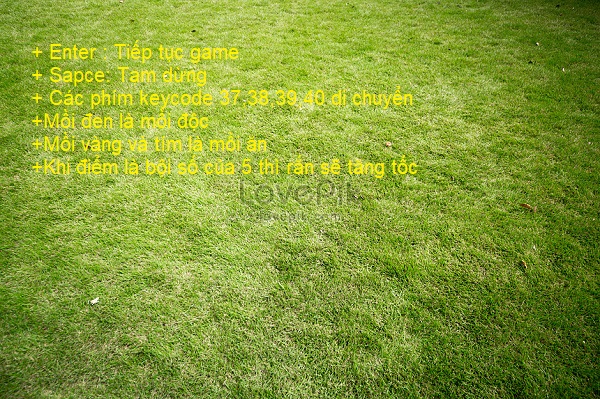 + Enter : Tiếp tục game
+ Sapce: Tạm dừng
+ Các phím keycode 37,38,39,40 di chuyển
+Mồi đen là mồi độc
+Mồi vàng và tím là mồi ăn
+Khi điểm là bội số của 5 thì rắn sẽ tăng tốc
Lovepik